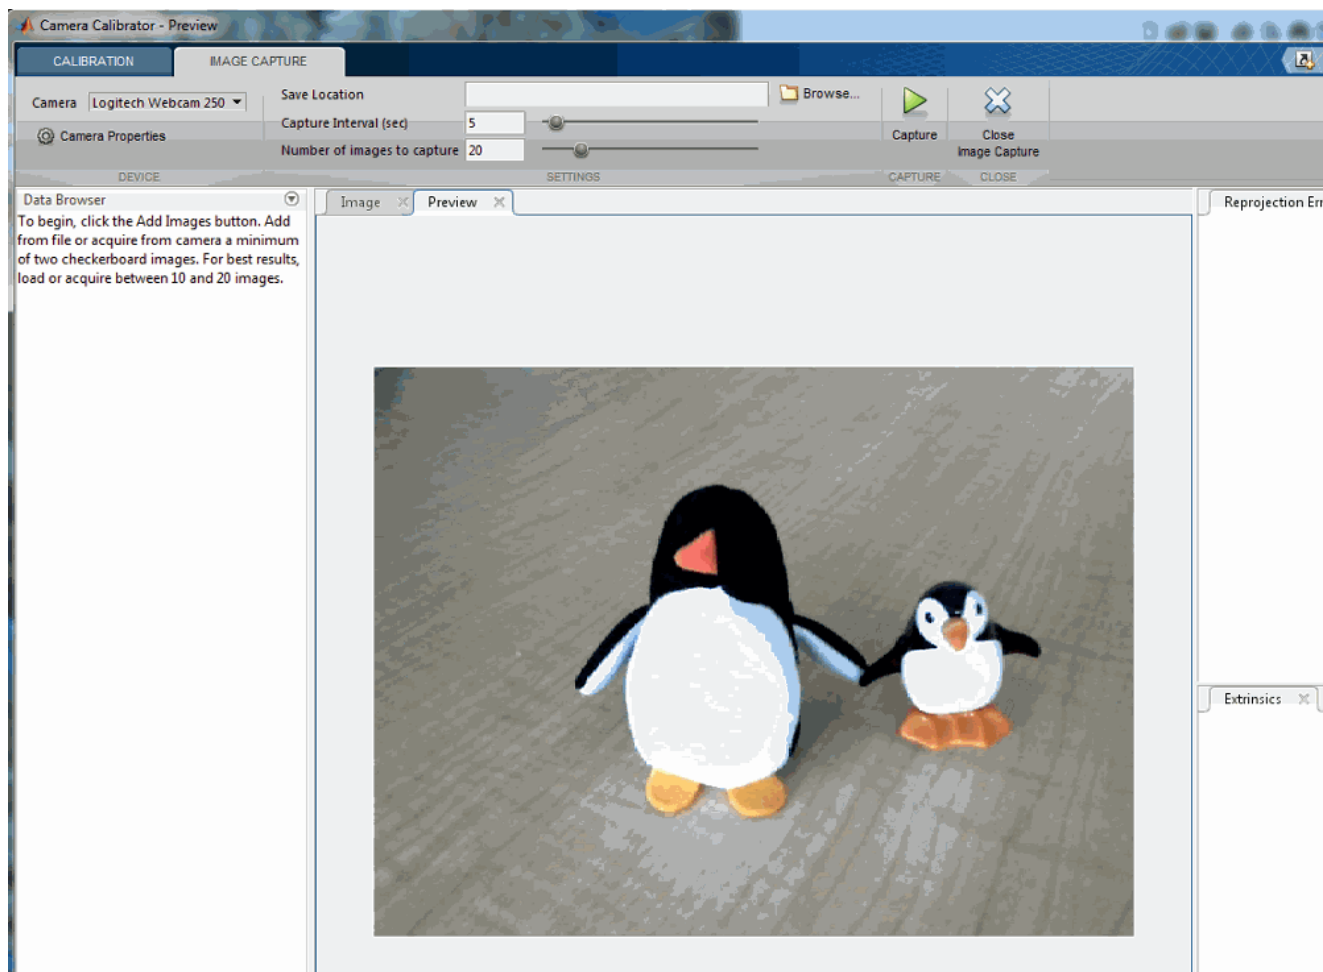 Camera Calibrator - Preview
CALIBRATION
IMAGE CAPTURE
Camera
Logitech Webcam 250
Camera Properties
DEVICE
Save Location
Browse...
Capture Interval (sec)
5
Number of images to capture
20
SETTINGS
Capture
CAPTURE
Close
Image Capture
CLOSE
Data Browser
To begin, click the Add Images button. Add
from file or acquire from camera a minimum
of two checkerboard images. For best results,
load or acquire between 10 and 20 images.
Image
Preview
Reprojection Err
Extrinsics